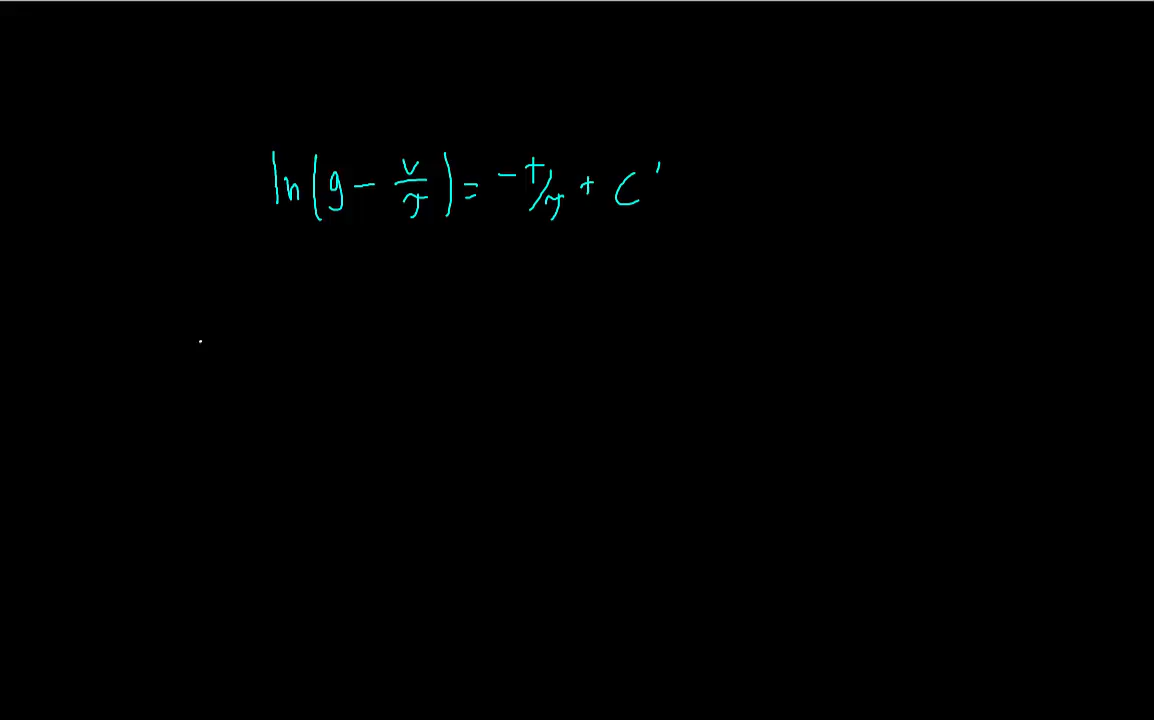 ln(g - v/τ) = -t/τ + C'